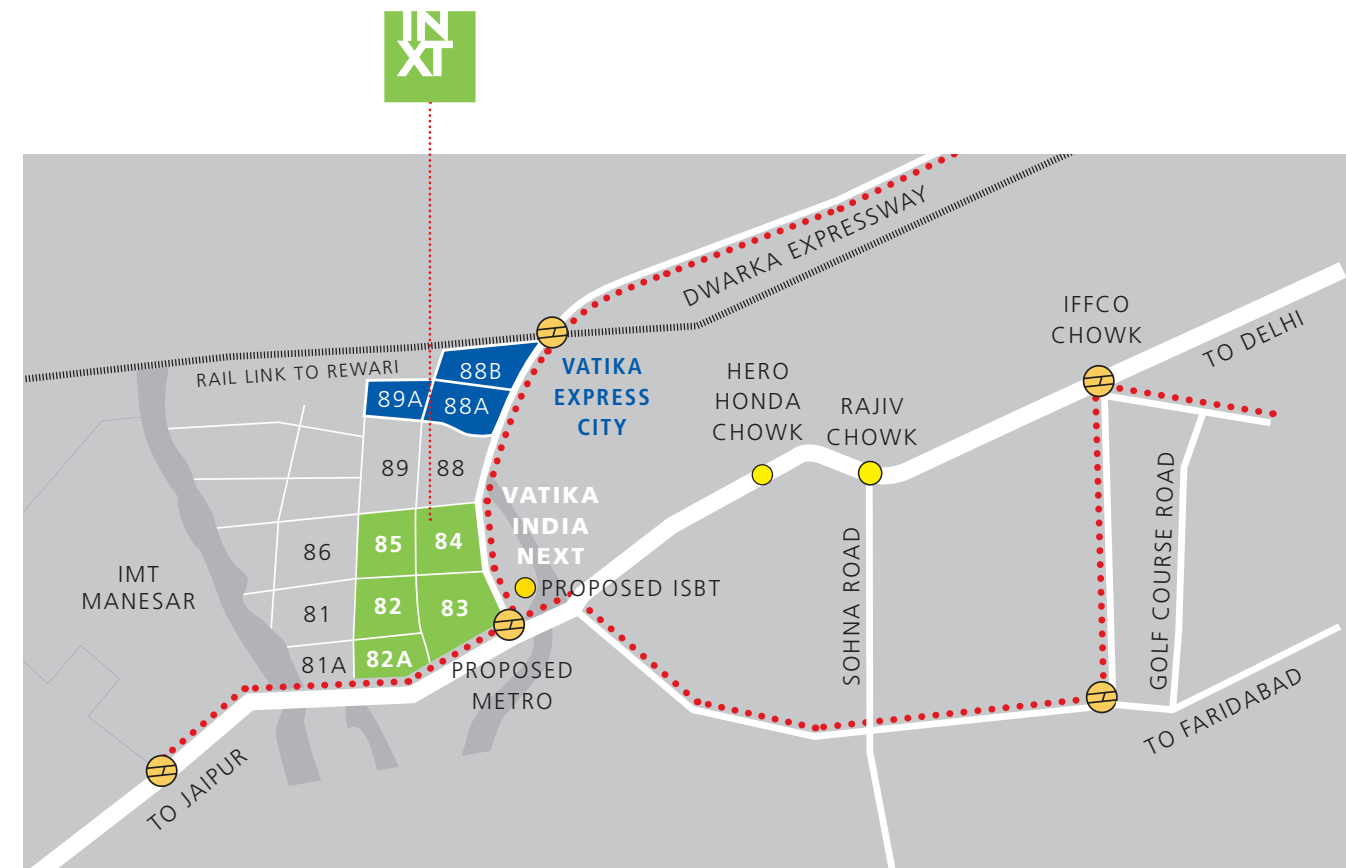 IN
XT
DWARKA EXPRESSWAY
IFFCO
CHOWK
TO DELHI
RAIL LINK TO REWARI
88B
89A
88A
VATIKA
EXPRESS
CITY
HERO
HONDA
CHOWK
RAJIV
CHOWK
89
88
VATIKA
INDIA
NEXT
86
85
84
IMT
MANESAR
PROPOSED ISBT
81
82
83
81A
82A
PROPOSED
METRO
SOHNA ROAD
GOLF COURSE ROAD
TO FARIDABAD
TO JAIPUR